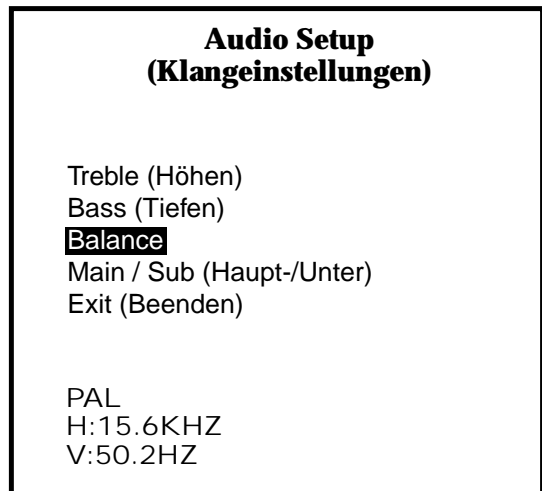 Audio Setup
(Klangeinstellungen)
Treble (Höhen)
Bass (Tiefen)
Balance
Main / Sub (Haupt-/Unter)
Exit (Beenden)
PAL
H:15.6KHZ
V:50.2HZ